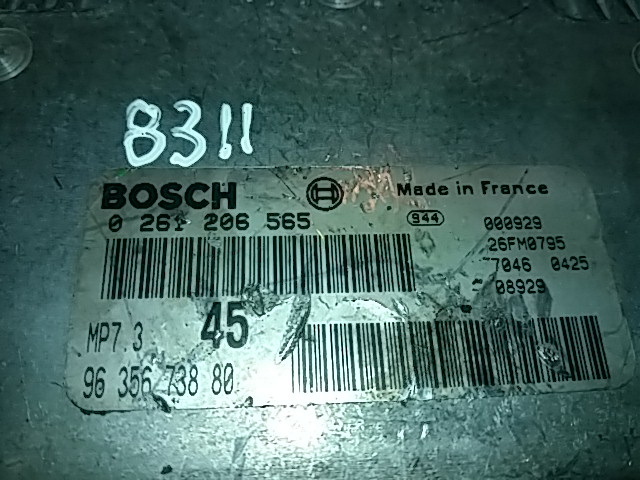 8311
BOSCH Made in France
0 261 206 565 944 000929
26FM0795
7046 0425
08929
MP7.3 45
96 356 738 80